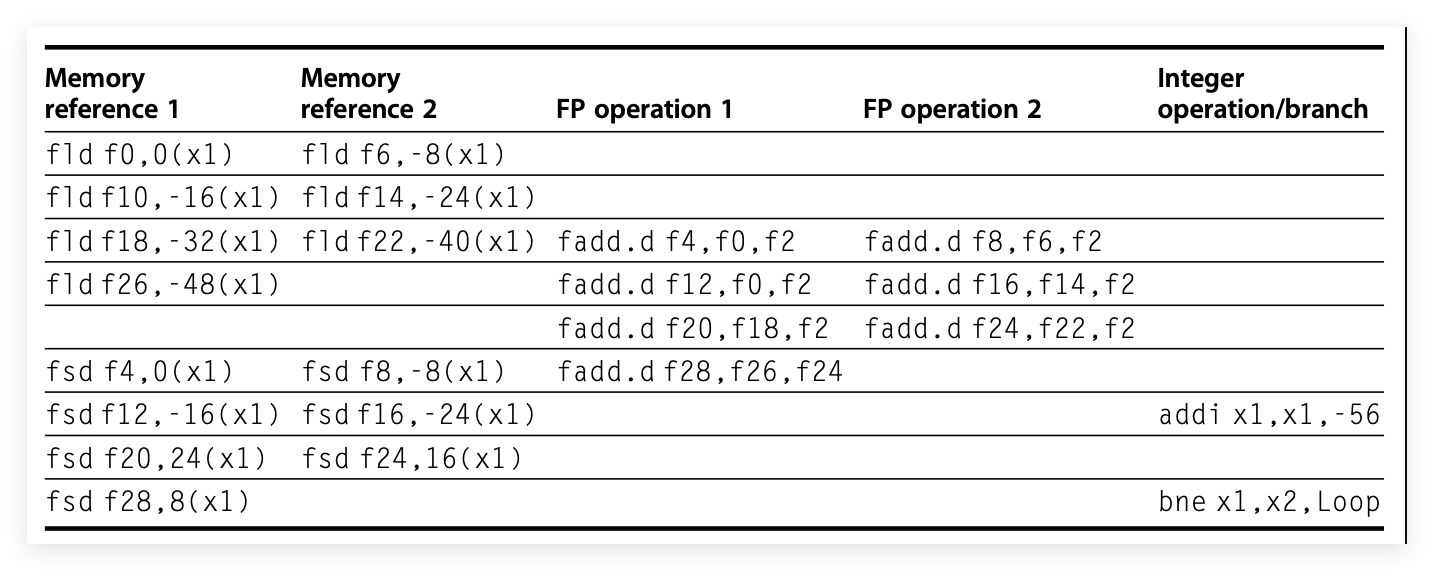 Memory reference 1 Memory reference 2 FP operation 1 FP operation 2 Integer operation/branch
fld f0,0(x1) fld f6,-8(x1)
fld f10,-16(x1) fld f14,-24(x1)
fld f18,-32(x1) fld f22,-40(x1) fadd.d f4,f0,f2 fadd.d f8,f6,f2
fld f26,-48(x1) fadd.d f12,f0,f2 fadd.d f16,f14,f2
fadd.d f20,f18,f2 fadd.d f24,f22,f2
fsd f4,0(x1) fsd f8,-8(x1) fadd.d f28,f26,f24
fsd f12,-16(x1) fsd f16,-24(x1) addi x1,x1,-56
fsd f20,24(x1) fsd f24,16(x1)
fsd f28,8(x1) bne x1,x2,Loop